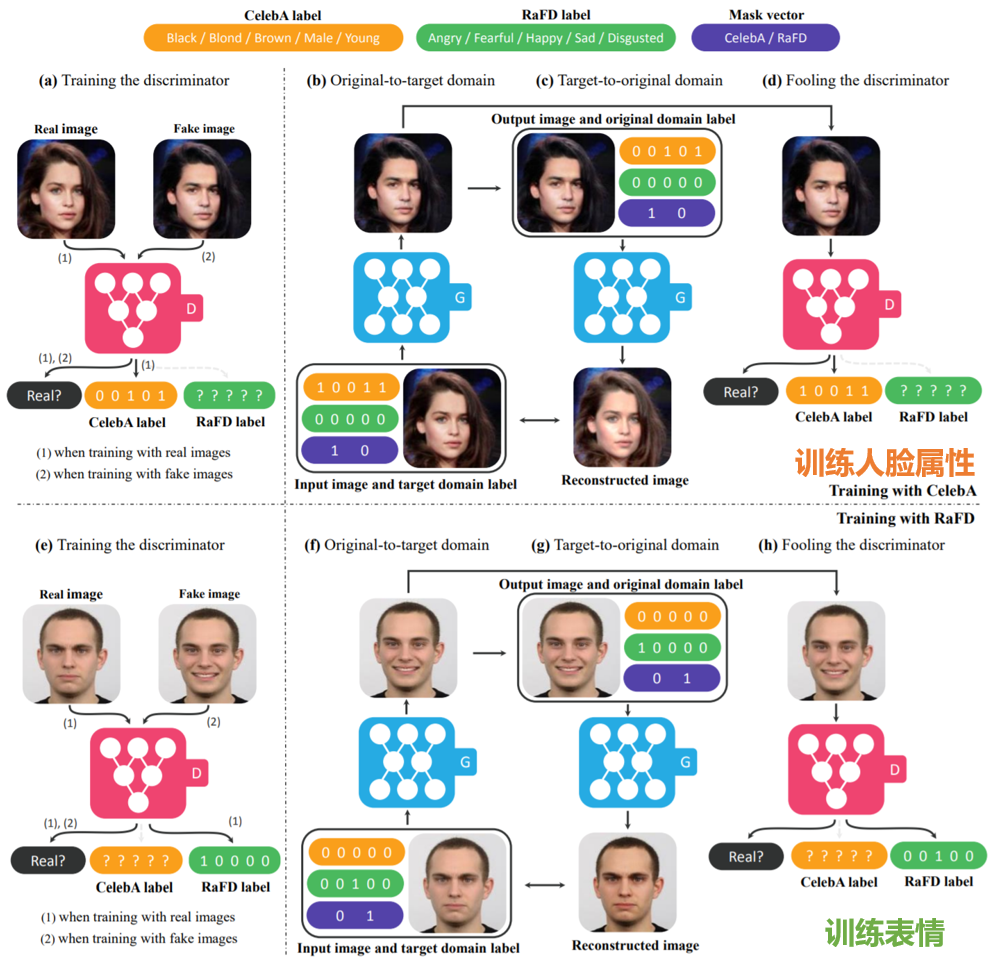 CelebA label
RaFD label
Mask vector
Black / Blond / Brown / Male / Young
Angry / Fearful / Happy / Sad / Disgusted
CelebA / RaFD
(a) Training the discriminator
(b) Original-to-target domain
(c) Target-to-original domain
(d) Fooling the discriminator
Real image
Fake image
(1)
(2)
D
(1), (2)
(1)
Real?
0 0 1 0 1
? ? ? ? ?
CelebA label
RaFD label
(1) when training with real images
(2) when training with fake images
Output image and original domain label
0 0 1 0 1
0 0 0 0 0
1 0
G
G
1 0 0 1 1
0 0 0 0 0
1 0
Input image and target domain label
Reconstructed image
D
Real?
1 0 0 1 1
? ? ? ? ?
CelebA label
RaFD label
训练人脸属性
Training with CelebA
Training with RaFD
(e) Training the discriminator
(f) Original-to-target domain
(g) Target-to-original domain
(h) Fooling the discriminator
Real image
Fake image
(1)
(2)
D
(1), (2)
(1)
Real?
? ? ? ? ?
1 0 0 0 0
CelebA label
RaFD label
(1) when training with real images
(2) when training with fake images
Output image and original domain label
0 0 0 0 0
1 0 0 0 0
0 1
G
G
0 0 0 0 0
0 0 1 0 0
0 1
Input image and target domain label
Reconstructed image
D
Real?
? ? ? ? ?
0 0 1 0 0
CelebA label
RaFD label
训练表情